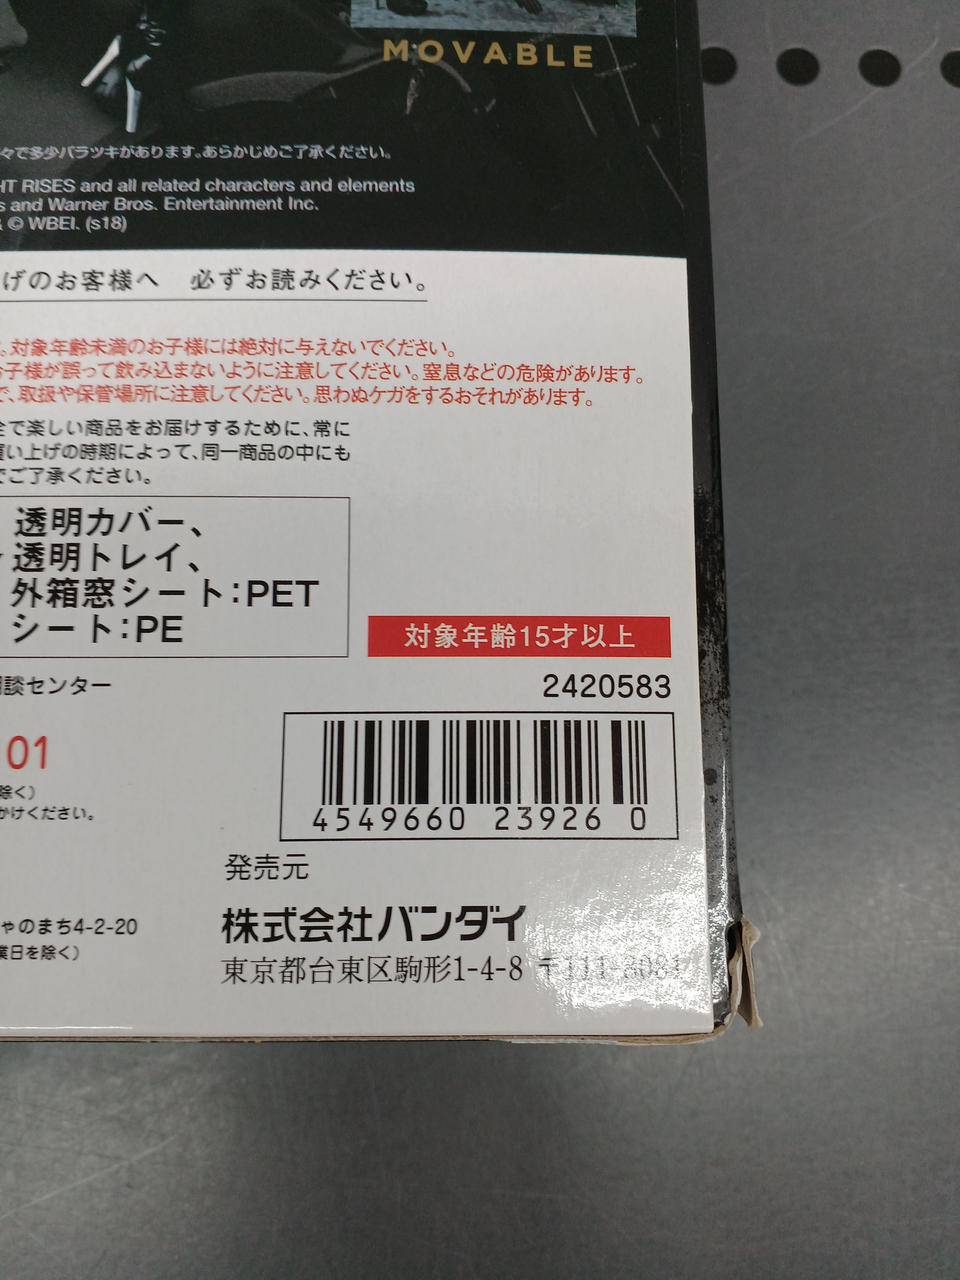 MOVABLE
々で多少バラツキがあります。あらかじめご了承ください。
HT RISES and all related characters and elements
s and Warner Bros. Entertainment Inc.
& © WBEI. (s18)
げのお客様へ 必ずお読みください。
。対象年齢未満のお子様には絶対に与えないでください。
お子様が誤って飲み込まないように注意してください。窒息などの危険があります。
で、取扱や保管場所に注意してください。思わぬケガをするおそれがあります。
全で楽しい商品をお届けするために、常に
買い上げの時期によって、同一商品の中にも
でご了承ください。
透明カバー、
透明トレイ、
外箱窓シート:PET
シート:PE
対象年齢15才以上
2420583
相談センター
01
除く)
かけください。
4549660 23926 0
発売元
株式会社バンダイ
ゃのまち4-2-20
業日を除く)
東京都台東区駒形1-4-8 〒111-8081